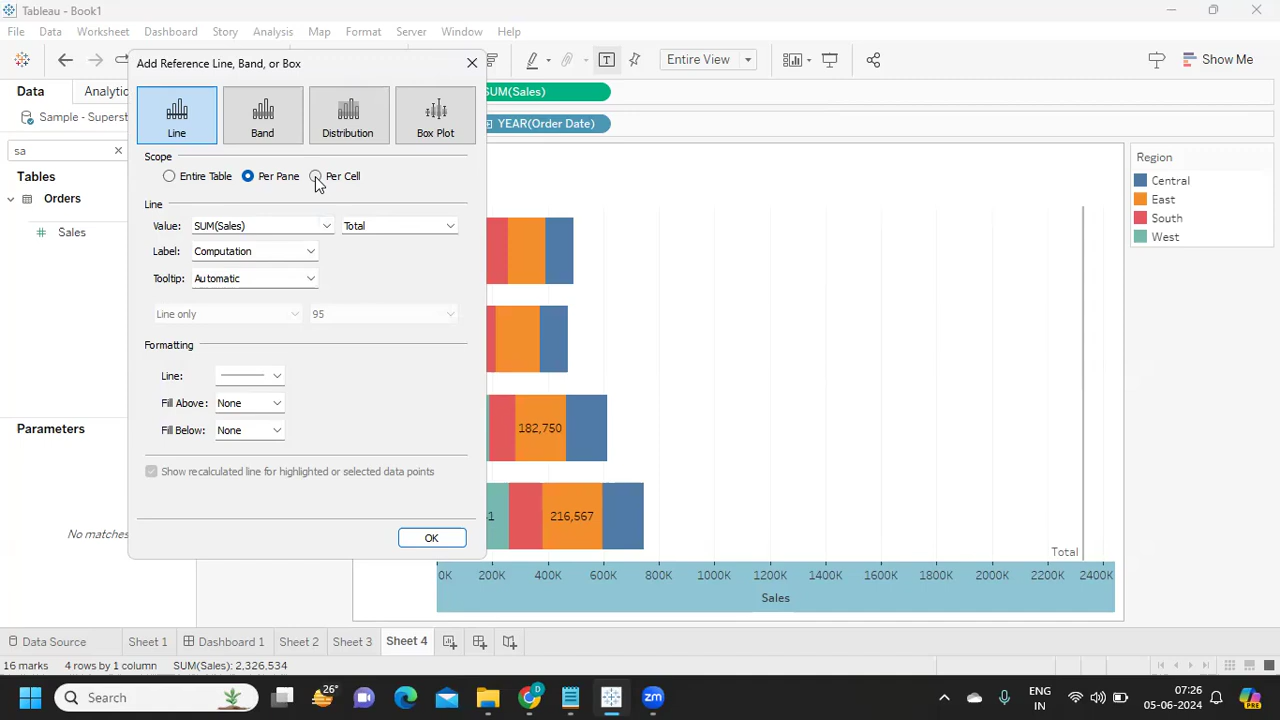 Tableau - Book1
File Data Worksheet Dashboard Story Analysis Map Format Server Window Help
Entire View
Show Me
Data
Analytic
SUM(Sales)
Sample - Superst
YEAR(Order Date)
sa
Tables
Orders
Sales
Parameters
No matches
Add Reference Line, Band, or Box
Line Band Distribution Box Plot
Scope
Entire Table Per Pane Per Cell
Line
Value: SUM(Sales) Total
Label: Computation
Tooltip: Automatic
Line only 95
Formatting
Line:
Fill Above: None
Fill Below: None
Show recalculated line for highlighted or selected data points
OK
182,750
1 216,567
Total
0K 200K 400K 600K 800K 1000K 1200K 1400K 1600K 1800K 2000K 2200K 2400K
Sales
Region
Central
East
South
West
Data Source Sheet 1 Dashboard 1 Sheet 2 Sheet 3 Sheet 4
16 marks 4 rows by 1 column SUM(Sales): 2,326.534
Search
26°
D
zm
ENG
IN
07:26
05-06-2024
PRE